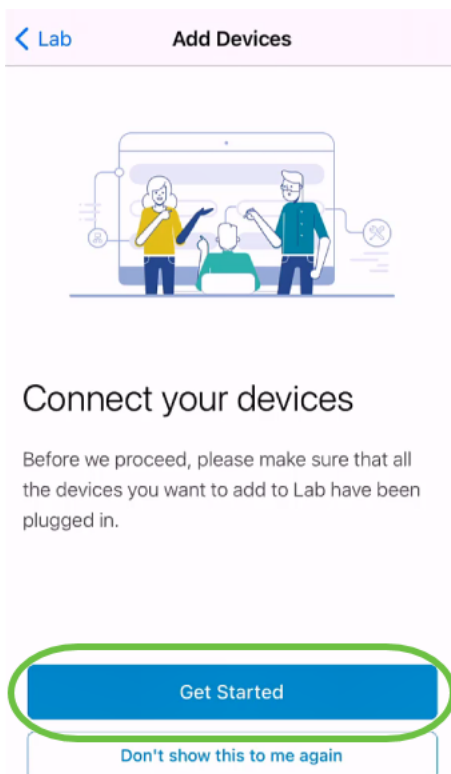 Lab
Add Devices
Connect your devices
Before we proceed, please make sure that all
the devices you want to add to Lab have been
plugged in.
Get Started
Don't show this to me again